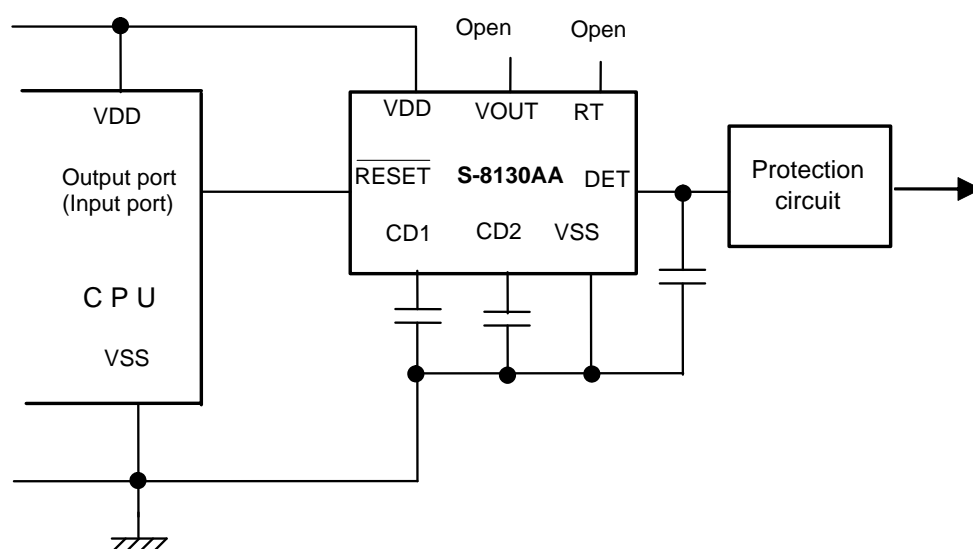 Open
Open
VDD
Output port
(Input port)
C P U
VSS
VDD
VOUT
RT
RESET
S-8130AA
DET
CD1
CD2
VSS
Protection
circuit